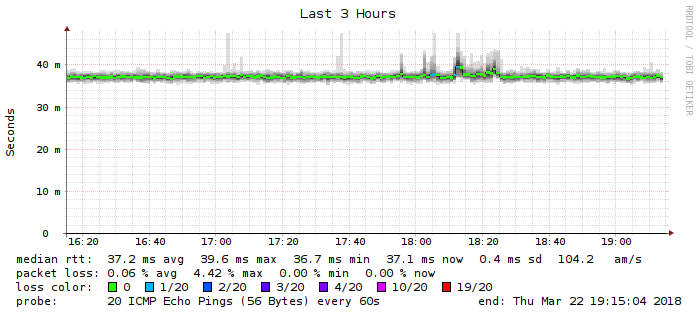 Last 3 Hours
RRDTOOL / TOBI OETIKER
Seconds
40 m
30 m
20 m
10 m
0
16:20 16:40 17:00 17:20 17:40 18:00 18:20 18:40 19:00
median rtt: 37.2 ms avg 39.6 ms max 36.7 ms min 37.1 ms now 0.4 ms sd 104.2 am/s
packet loss: 0.06 % avg 4.42 % max 0.00 % min 0.00 % now
loss color: 0 1/20 2/20 3/20 4/20 10/20 19/20
probe: 20 ICMP Echo Pings (56 Bytes) every 60s end: Thu Mar 22 19:15:04 2018